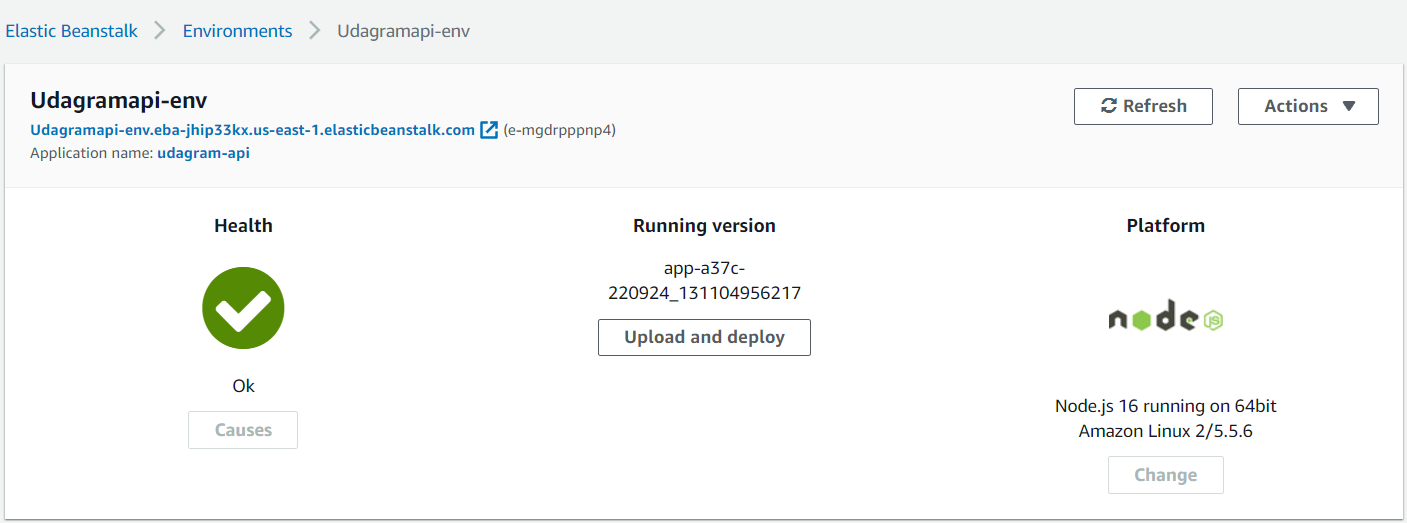 Elastic Beanstalk > Environments > Udagramapi-env
Udagramapi-env
Refresh
Actions
Udagramapi-env.eba-jhip33kx.us-east-1.elasticbeanstalk.com (e-mgdrpppnp4)
Application name: udagram-api
Health
Ok
Causes
Running version
app-a37c-
220924_131104956217
Upload and deploy
Platform
node JS
Node.js 16 running on 64bit
Amazon Linux 2/5.5.6
Change